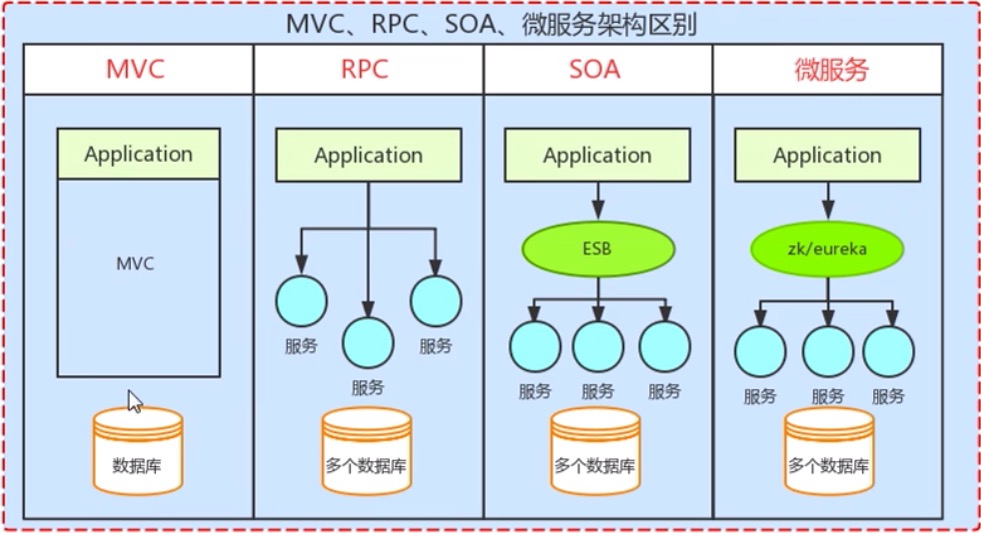 MVC、RPC、SOA、微服务架构区别
MVC
RPC
SOA
微服务
Application
Application
Application
Application
MVC
ESB
zk/eureka
服务
服务
服务
服务
服务
服务
服务
服务
服务
数据库
多个数据库
多个数据库
多个数据库